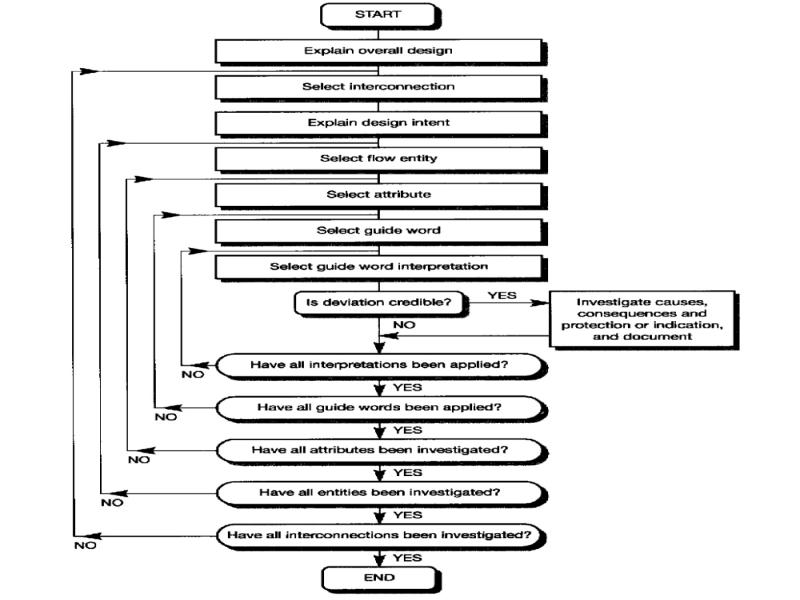 START
Explain overall design
Select interconnection
Explain design intent
Select flow entity
Select attribute
Select guide word
Select guide word interpretation
Is deviation credible?
YES
Investigate causes,
consequences and
protection or indication,
and document
NO
Have all interpretations been applied?
NO
YES
Have all guide words been applied?
NO
YES
Have all attributes been investigated?
NO
YES
Have all entities been investigated?
NO
YES
Have all interconnections been investigated?
NO
YES
END